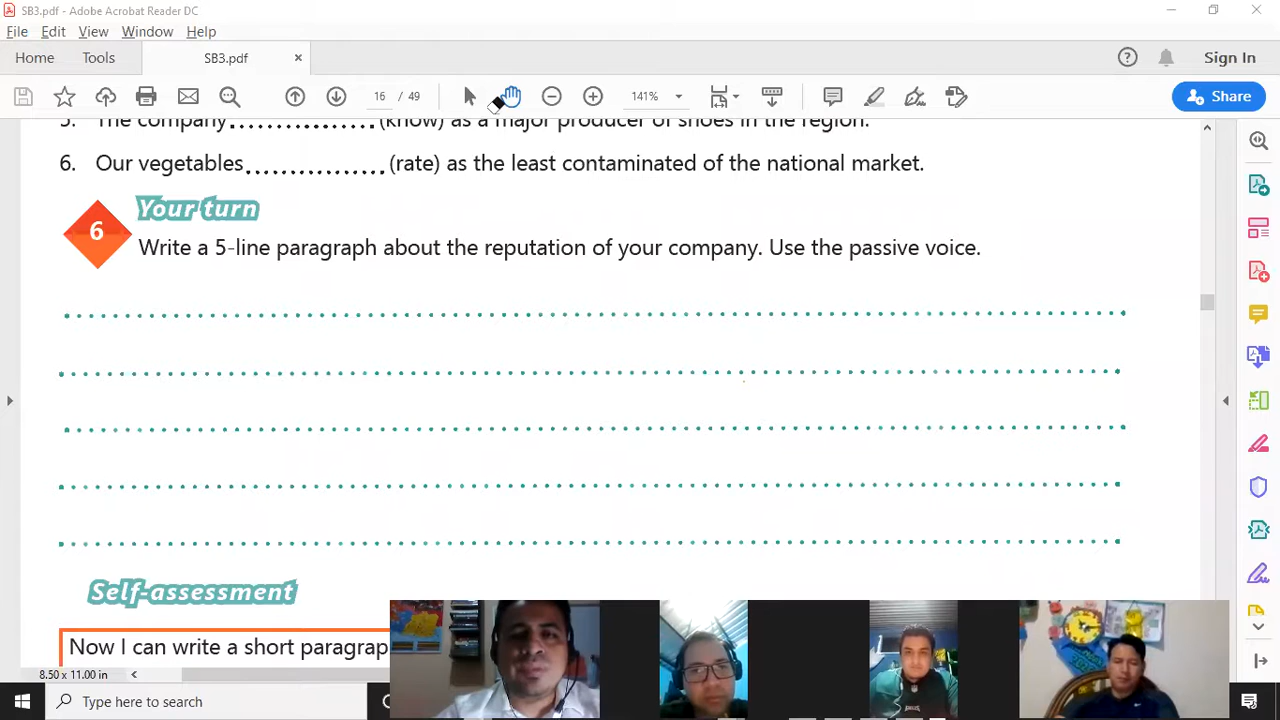 SB3.pdf - Adobe Acrobat Reader DC
File Edit View Window Help
Home Tools SB3.pdf × Sign In
16 / 49 141% Share
5. The company (know) as a major producer of shoes in the region.
6. Our vegetables (rate) as the least contaminated of the national market.
6 Your turn
Write a 5-line paragraph about the reputation of your company. Use the passive voice.
Self-assessment
Now I can write a short paragrap
8.50 x 11.00 in
Type here to search